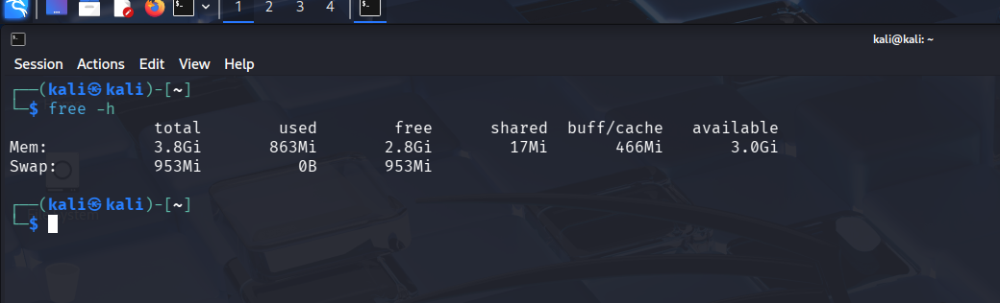 1 2 3 4
kali@kali: ~
Session Actions Edit View Help
┌──(kali㉿kali)-[~]
└─$ free -h
total used free shared buff/cache available
Mem: 3.8Gi 863Mi 2.8Gi 17Mi 466Mi 3.0Gi
Swap: 953Mi 0B 953Mi
┌──(kali㉿kali)-[~]
└─$